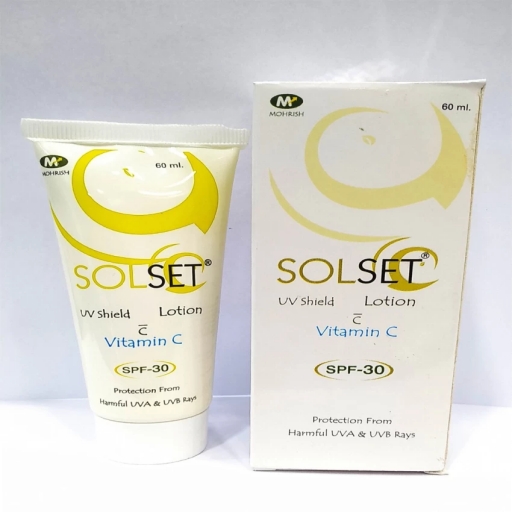 M
MOHRISH
60 ml.
SOLSET®
UV Shield Lotion
c̅
Vitamin C
SPF-30
Protection From
Harmful UVA & UVB Rays
M
MOHRISH
60 ml.
SOLSET®
UV Shield Lotion
c̅
Vitamin C
SPF-30
Protection From
Harmful UVA & UVB Rays